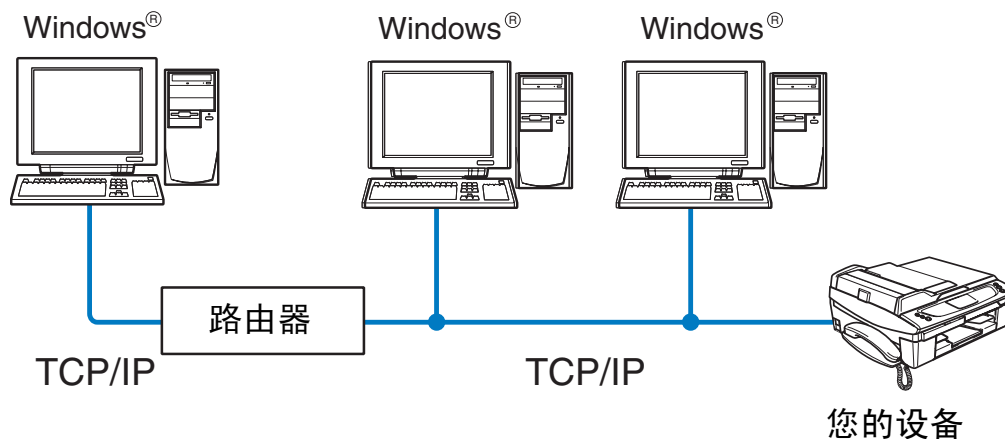 Windows®
Windows®
Windows®
路由器
TCP/IP
TCP/IP
您的设备